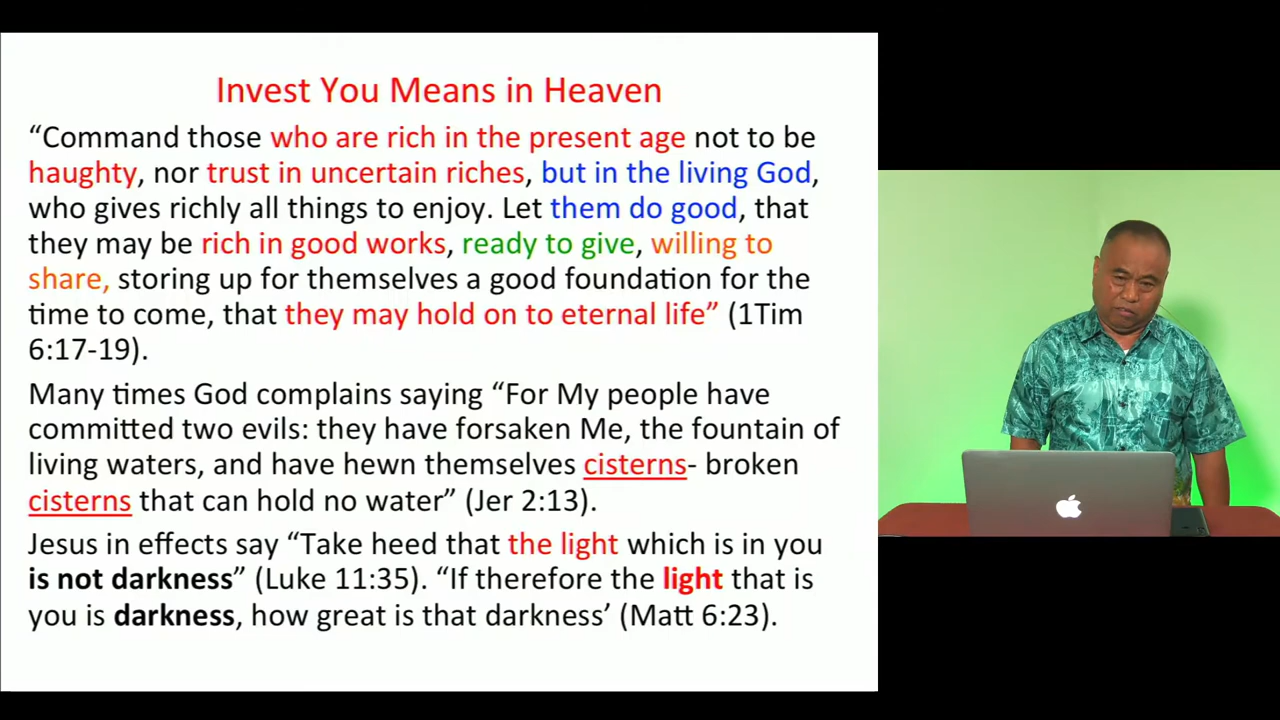 Invest You Means in Heaven
“Command those who are rich in the present age not to be
haughty, nor trust in uncertain riches, but in the living God,
who gives richly all things to enjoy. Let them do good, that
they may be rich in good works, ready to give, willing to
share, storing up for themselves a good foundation for the
time to come, that they may hold on to eternal life” (1Tim
6:17-19).
Many times God complains saying “For My people have
committed two evils: they have forsaken Me, the fountain of
living waters, and have hewn themselves cisterns- broken
cisterns that can hold no water” (Jer 2:13).
Jesus in effects say “Take heed that the light which is in you
is not darkness” (Luke 11:35). “If therefore the light that is
you is darkness, how great is that darkness’ (Matt 6:23).